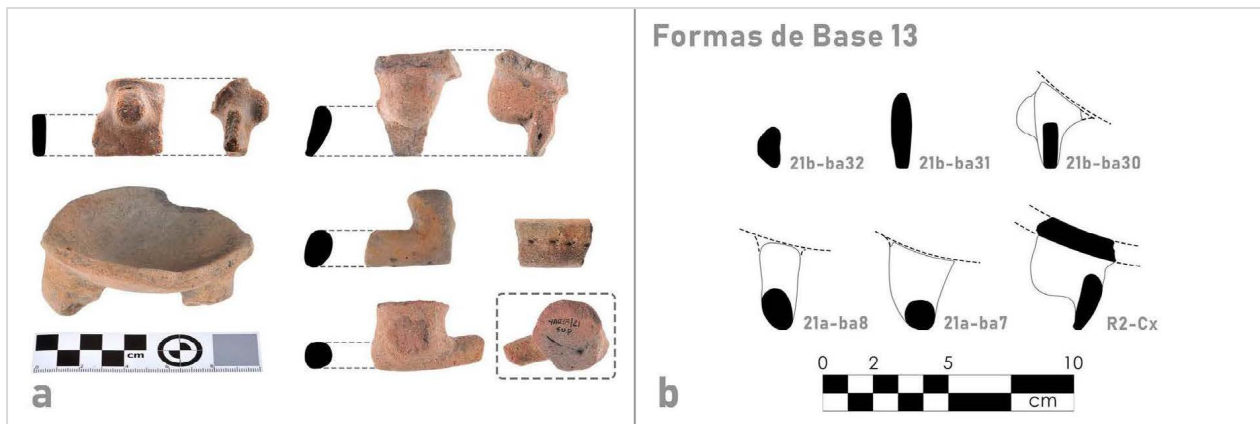 cm
a
Formas de Base 13
21b-ba32
21b-ba31
21b-ba30
21a-ba8
21a-ba7
R2-Cx
0 2 5 10
cm
b